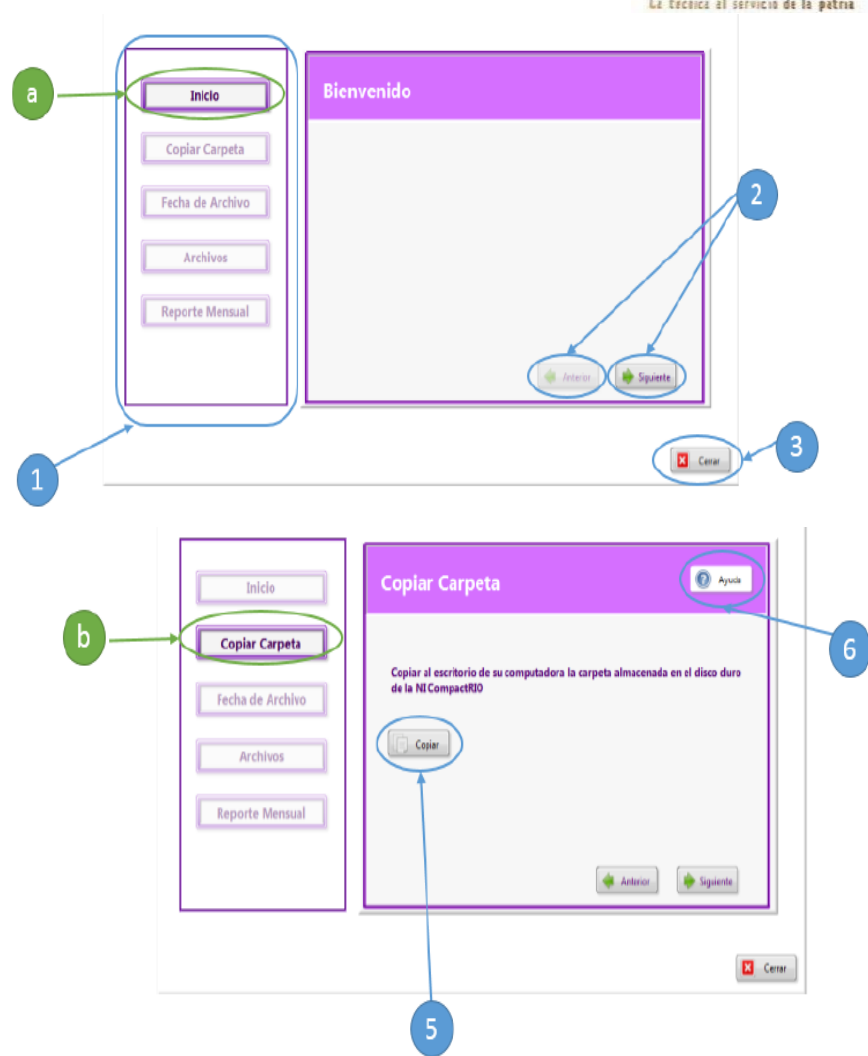 La técnica al servicio de la patria
a
Inicio
Bienvenido
Copiar Carpeta
2
Fecha de Archivo
Archivos
Reporte Mensual
Anterior
Siguiente
1
3
Cerrar
Inicio
Copiar Carpeta
Ayuda
b
Copiar Carpeta
6
Copiar al escritorio de su computadora la carpeta almacenada en el disco duro
de la NI CompactRIO
Fecha de Archivo
Copiar
Archivos
Reporte Mensual
Anterior
Siguiente
Cerrar
5